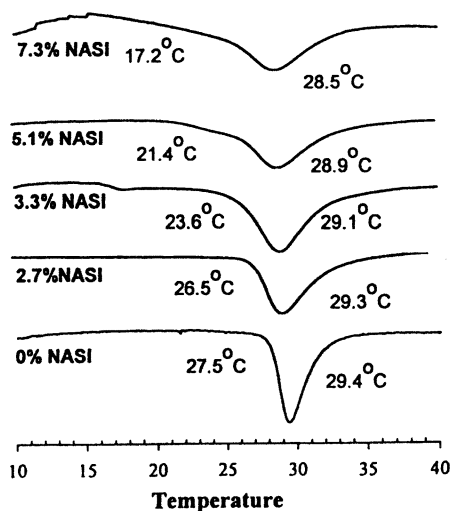 7.3% NASI 17.2°C 28.5°C
5.1% NASI 21.4°C 28.9°C
3.3% NASI 23.6°C 29.1°C
2.7%NASI 26.5°C 29.3°C
0% NASI 27.5°C 29.4°C
10 15 20 25 30 35 40
Temperature